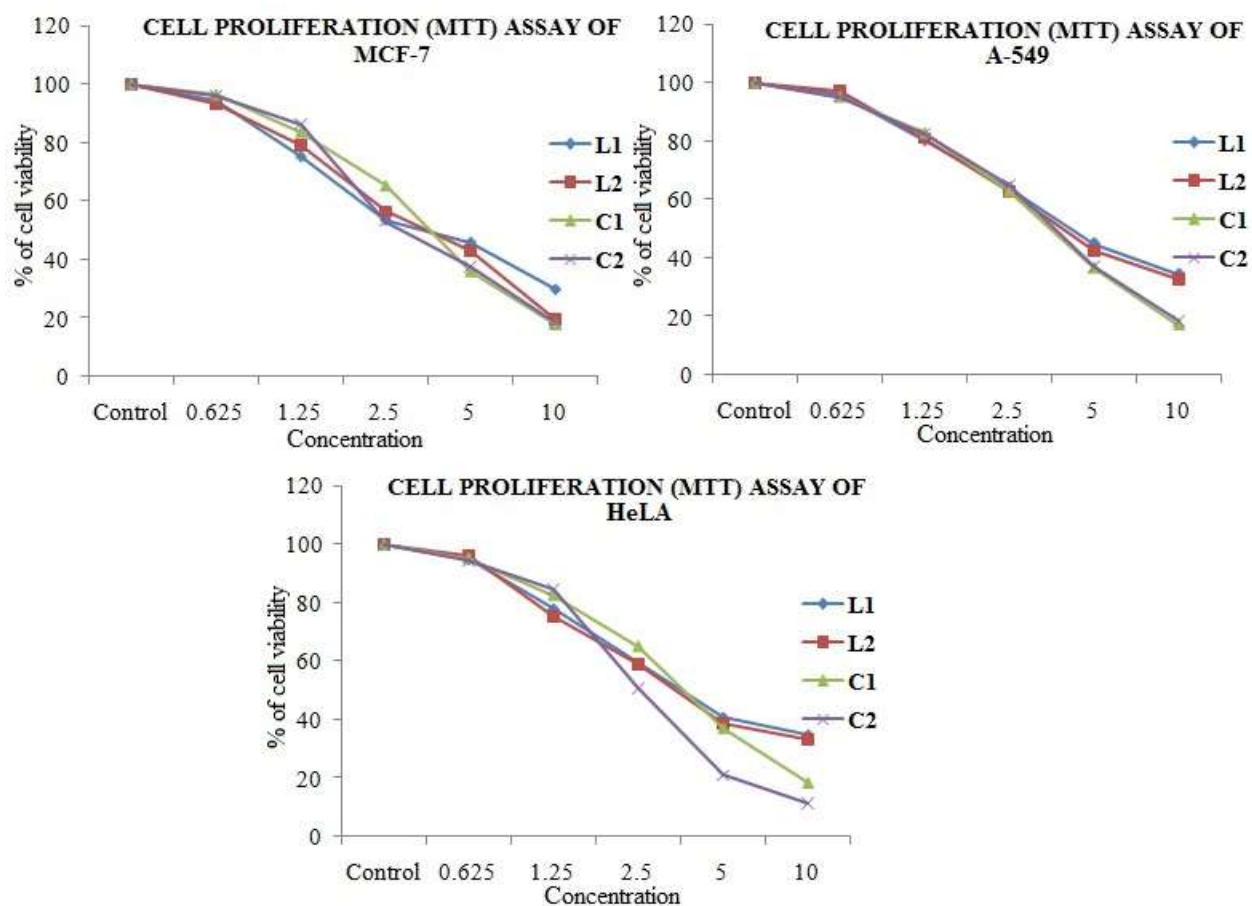 CELL PROLIFERATION (MTT) ASSAY OF
MCF-7
120
100
80
60
40
20
0
% of cell viability
Control 0.625 1.25 2.5 5 10
Concentration
L1
L2
C1
C2
CELL PROLIFERATION (MTT) ASSAY OF
A-549
120
100
80
60
40
20
0
% of cell viability
Control 0.625 1.25 2.5 5 10
Concentration
L1
L2
C1
C2
CELL PROLIFERATION (MTT) ASSAY OF
HeLA
120
100
80
60
40
20
0
% of cell viability
Control 0.625 1.25 2.5 5 10
Concentration
L1
L2
C1
C2